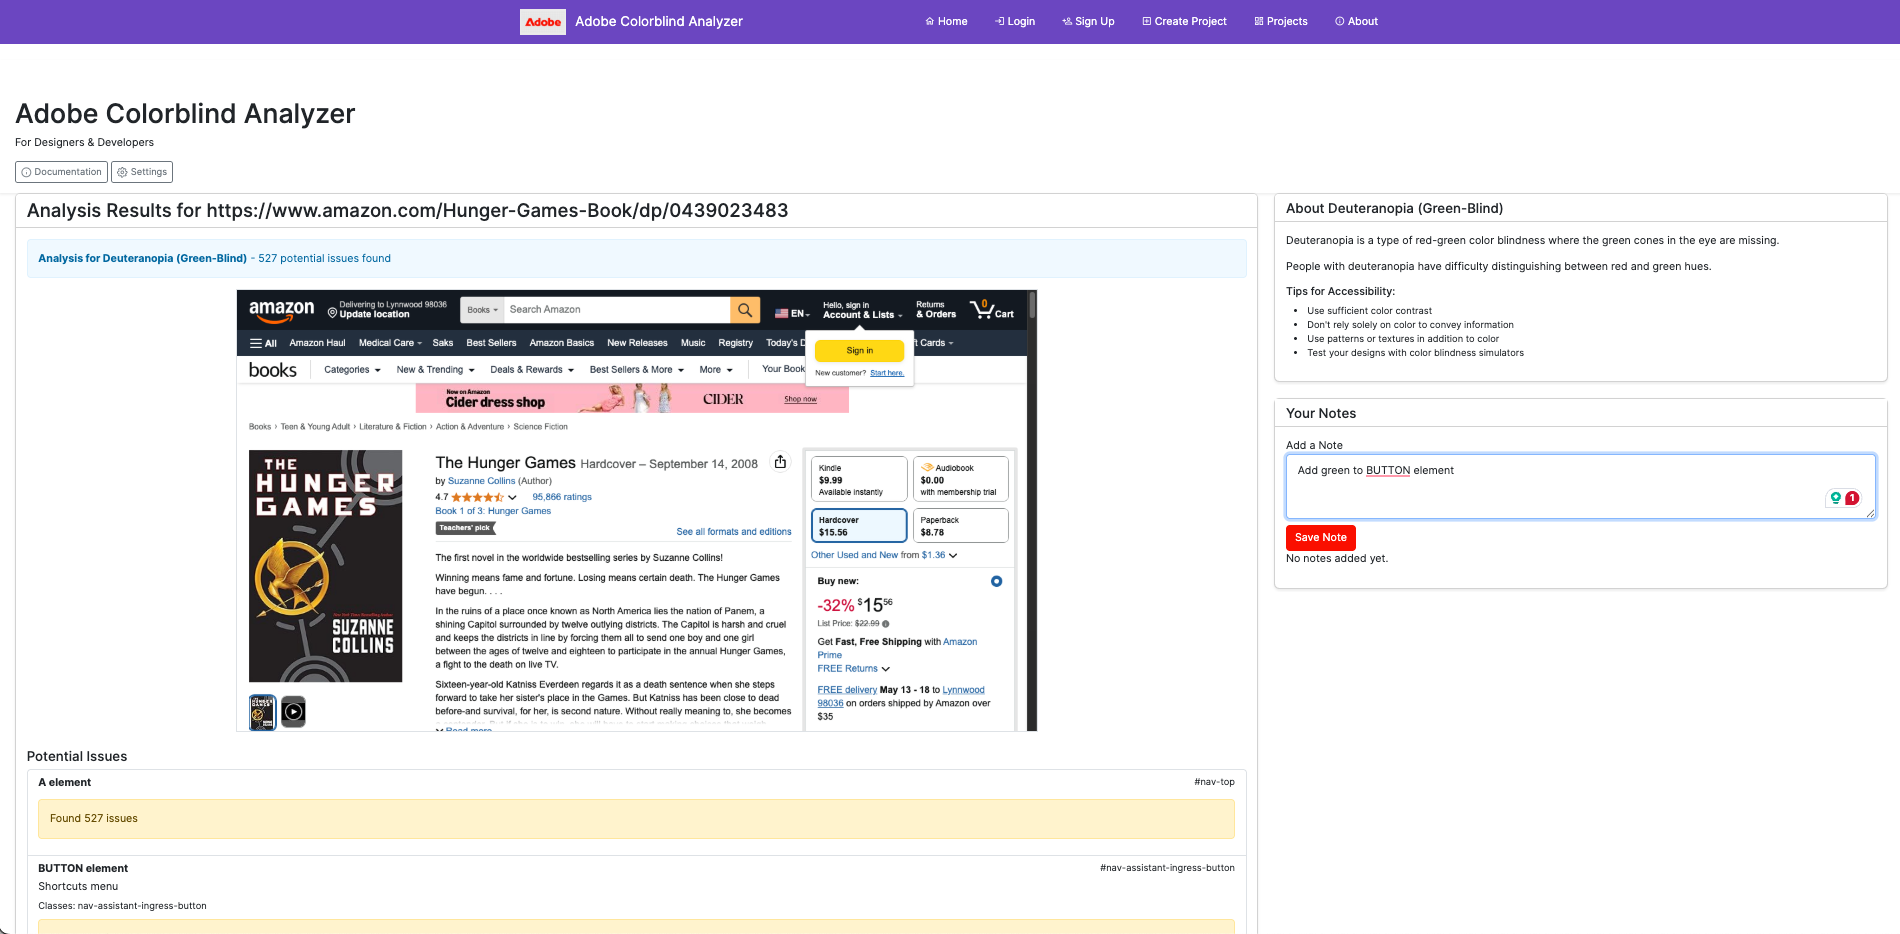 Adobe
Adobe Colorblind Analyzer
Home
Login
Sign Up
Create Project
Projects
About
Adobe Colorblind Analyzer
For Designers & Developers
Documentation
Settings
Analysis Results for https://www.amazon.com/Hunger-Games-Book/dp/0439023483
Analysis for Deuteranopia (Green-Blind) - 527 potential issues found
amazon
Delivering to Lynnwood 98036
Update location
Books
Search Amazon
EN
Hello, sign in
Account & Lists
Returns
& Orders
0
Cart
All
Amazon Haul
Medical Care
Saks
Best Sellers
Amazon Basics
New Releases
Music
Registry
Today's D
t Cards
Sign in
New customer? Start here.
books
Categories
New & Trending
Deals & Rewards
Best Sellers & More
More
Your Book
Now on Amazon
Cider dress shop
CIDER
Shop now
Books › Teen & Young Adult › Literature & Fiction › Action & Adventure › Science Fiction
THE
HUNGER
GAMES
SUZANNE
COLLINS
The Hunger Games Hardcover – September 14, 2008
by Suzanne Collins (Author)
4.7
95,866 ratings
Book 1 of 3: Hunger Games
Teachers' pick
See all formats and editions
The first novel in the worldwide bestselling series by Suzanne Collins!
Winning means fame and fortune. Losing means certain death. The Hunger Games
have begun. . . .
In the ruins of a place once known as North America lies the nation of Panem, a
shining Capitol surrounded by twelve outlying districts. The Capitol is harsh and cruel
and keeps the districts in line by forcing them all to send one boy and one girl
between the ages of twelve and eighteen to participate in the annual Hunger Games,
a fight to the death on live TV.
Sixteen-year-old Katniss Everdeen regards it as a death sentence when she steps
forward to take her sister's place in the Games. But Katniss has been close to dead
before-and survival, for her, is second nature. Without really meaning to, she becomes
Read more
Kindle
$9.99
Available instantly
Audiobook
$0.00
with membership trial
Hardcover
$15.56
Paperback
$8.78
Other Used and New from $1.36
Buy new:
-32% $15 56
List Price: $22.99
Get Fast, Free Shipping with Amazon
Prime
FREE Returns
FREE delivery May 13 - 18 to Lynnwood
98036 on orders shipped by Amazon over
$35
Potential Issues
A element
#nav-top
Found 527 issues
BUTTON element
#nav-assistant-ingress-button
Shortcuts menu
Classes: nav-assistant-ingress-button
About Deuteranopia (Green-Blind)
Deuteranopia is a type of red-green color blindness where the green cones in the eye are missing.
People with deuteranopia have difficulty distinguishing between red and green hues.
Tips for Accessibility:
• Use sufficient color contrast
• Don't rely solely on color to convey information
• Use patterns or textures in addition to color
• Test your designs with color blindness simulators
Your Notes
Add a Note
Add green to BUTTON element
1
Save Note
No notes added yet.